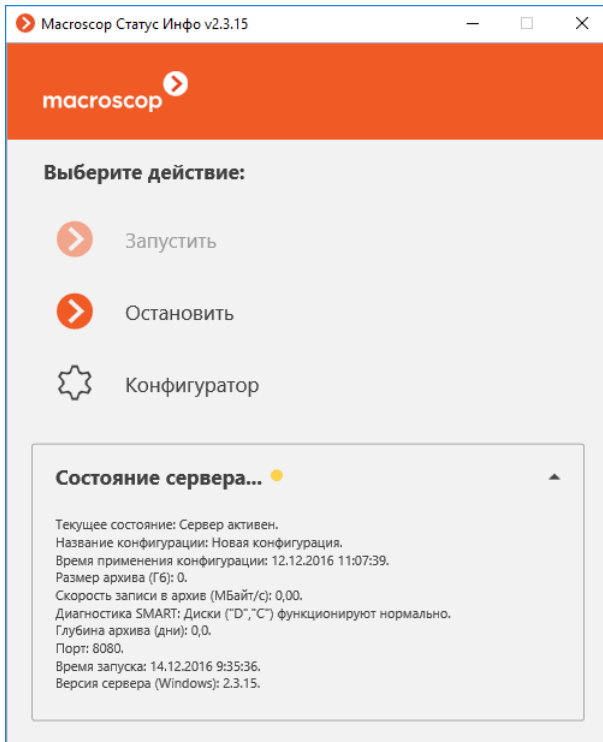 Macroscop Статус Инфо v2.3.15
macroscop
Выберите действие:
Запустить
Остановить
Конфигуратор
Состояние сервера...
Текущее состояние: Сервер активен.
Название конфигурации: Новая конфигурация.
Время применения конфигурации: 12.12.2016 11:07:39.
Размер архива (Гб): 0.
Скорость записи в архив (МБайт/с): 0,00.
Диагностика SMART: Диски ("D","C") функционируют нормально.
Глубина архива (дни): 0,0.
Порт: 8080.
Время запуска: 14.12.2016 9:35:36.
Версия сервера (Windows): 2.3.15.